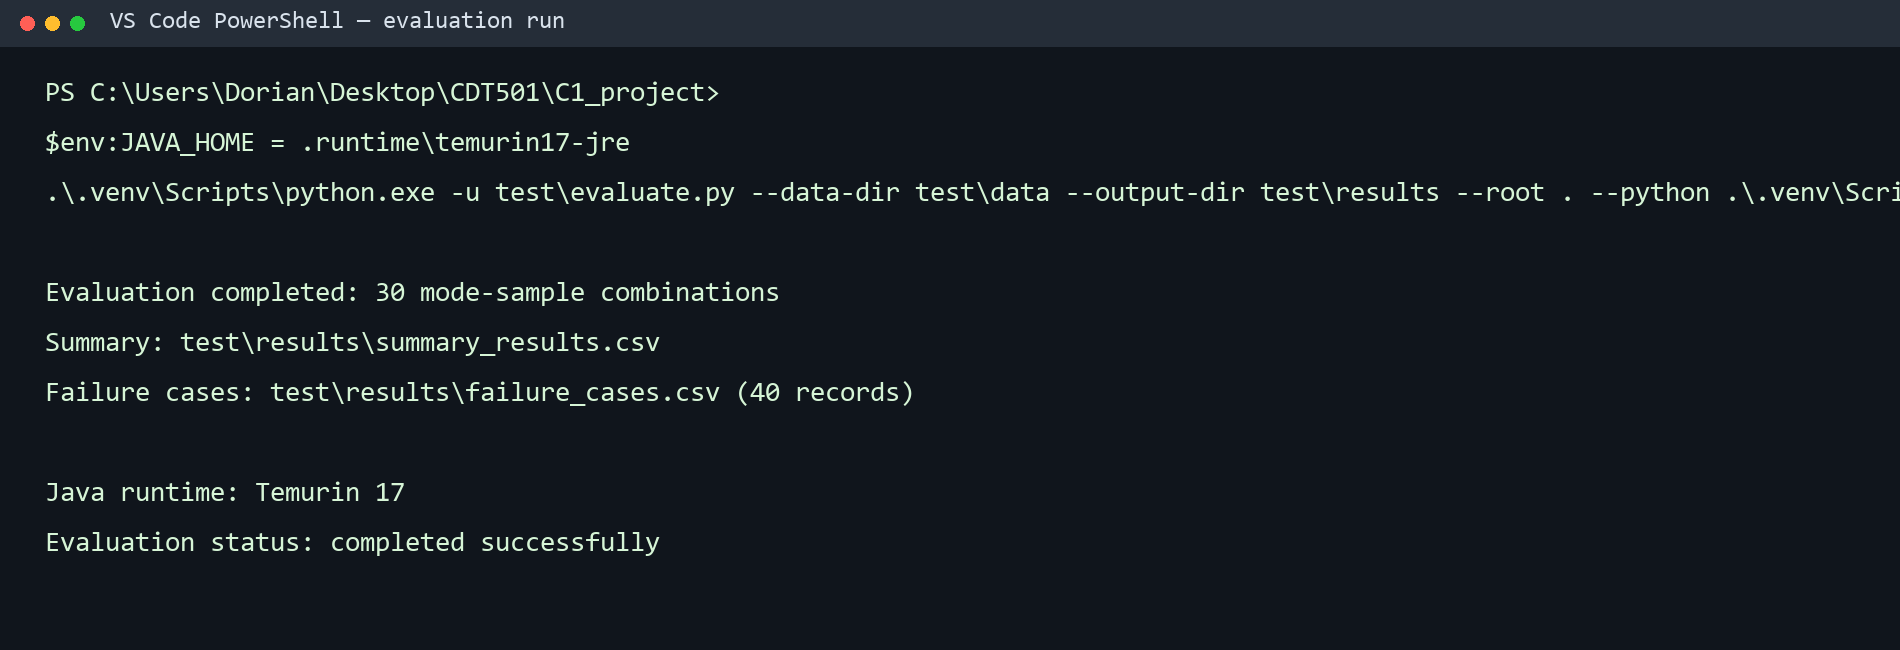 VS Code PowerShell — evaluation run
PS C:\Users\Dorian\Desktop\CDT501\C1_project>
$env:JAVA_HOME = .runtime\temurin17-jre
.\.venv\Scripts\python.exe -u test\evaluate.py --data-dir test\data --output-dir test\results --root . --python .\.venv\Scri
Evaluation completed: 30 mode-sample combinations
Summary: test\results\summary_results.csv
Failure cases: test\results\failure_cases.csv (40 records)
Java runtime: Temurin 17
Evaluation status: completed successfully